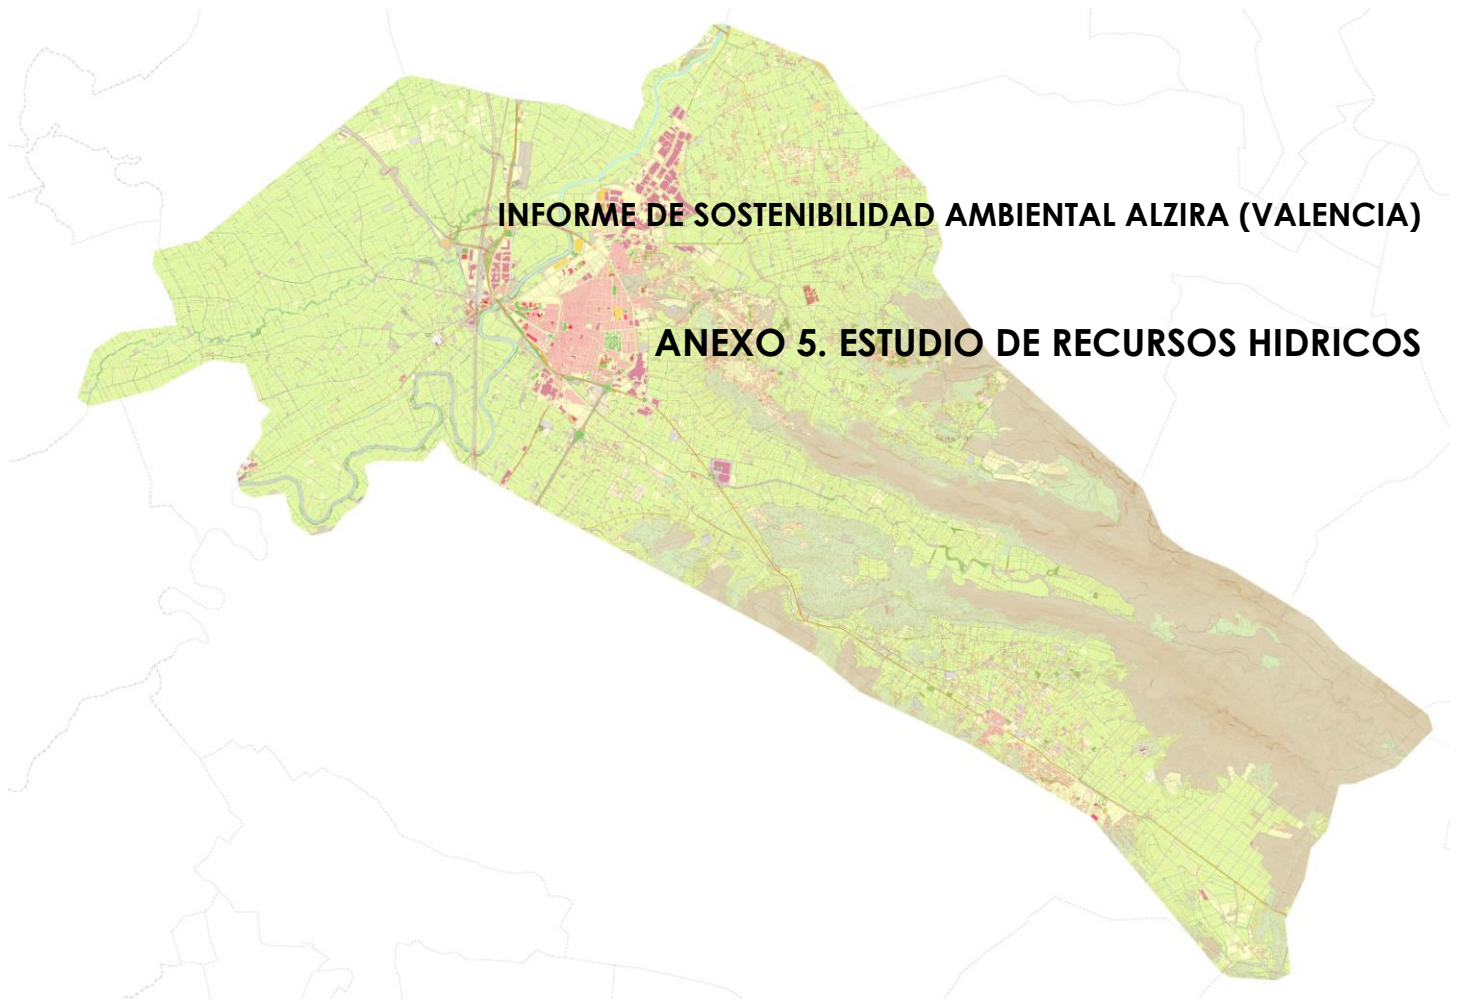 INFORME DE SOSTENIBILIDAD AMBIENTAL ALZIRA (VALENCIA)
ANEXO 5. ESTUDIO DE RECURSOS HIDRICOS